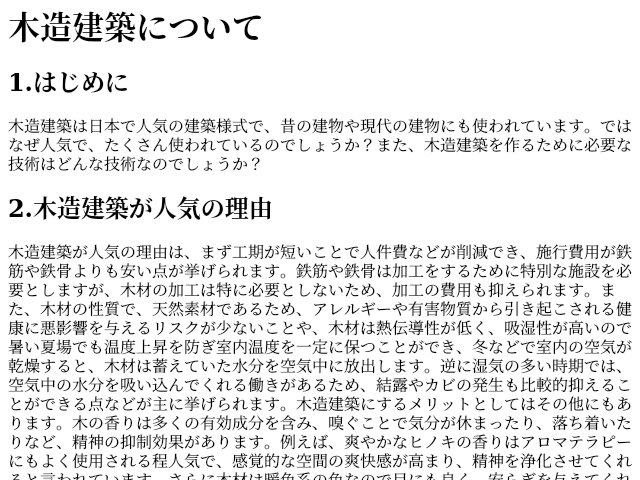 木造建築について
1.はじめに
木造建築は日本で人気の建築様式で、昔の建物や現代の建物にも使われています。では
なぜ人気で、たくさん使われているのでしょうか？また、木造建築を作るために必要な
技術はどんな技術なのでしょうか？
2.木造建築が人気の理由
木造建築が人気の理由は、まず工期が短いことで人件費などが削減でき、施行費用が鉄
筋や鉄骨よりも安い点が挙げられます。鉄筋や鉄骨は加工をするために特別な施設を必
要としますが、木材の加工は特に必要としないため、加工の費用も抑えられます。ま
た、木材の性質で、天然素材であるため、アレルギーや有害物質から引き起こされる健
康に悪影響を与えるリスクが少ないことや、木材は熱伝導性が低く、吸湿性が高いので
暑い夏場でも温度上昇を防ぎ室内温度を一定に保つことができ、冬などで室内の空気が
乾燥すると、木材は蓄えていた水分を空気中に放出します。逆に湿気の多い時期では、
空気中の水分を吸い込んでくれる働きがあるため、結露やカビの発生も比較的抑えるこ
とができる点などが主に挙げられます。木造建築にするメリットとしてはその他にもあ
ります。木の香りは多くの有効成分を含み、嗅ぐことで気分が休まったり、落ち着いた
りなど、精神の抑制効果があります。例えば、爽やかなヒノキの香りはアロマテラピー
にもよく使用される程人気で、感覚的な空間の爽快感が高まり、精神を浄化させてくれ
ると言われています。さらに木材は暖色系の色なので目にも良く、安らぎを与えてくれ